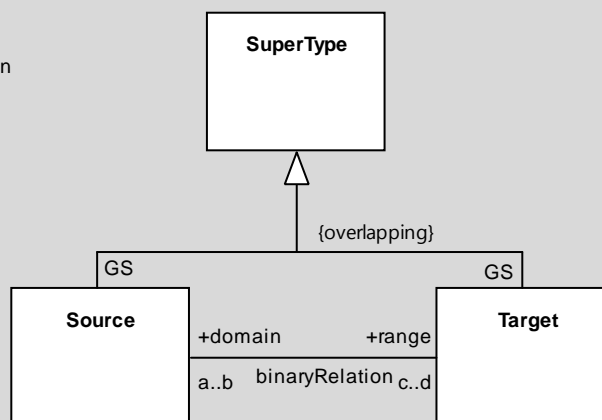 SuperType
n
{overlapping}
GS
GS
Source
Target
+domain
+range
a..b
binaryRelation
c..d